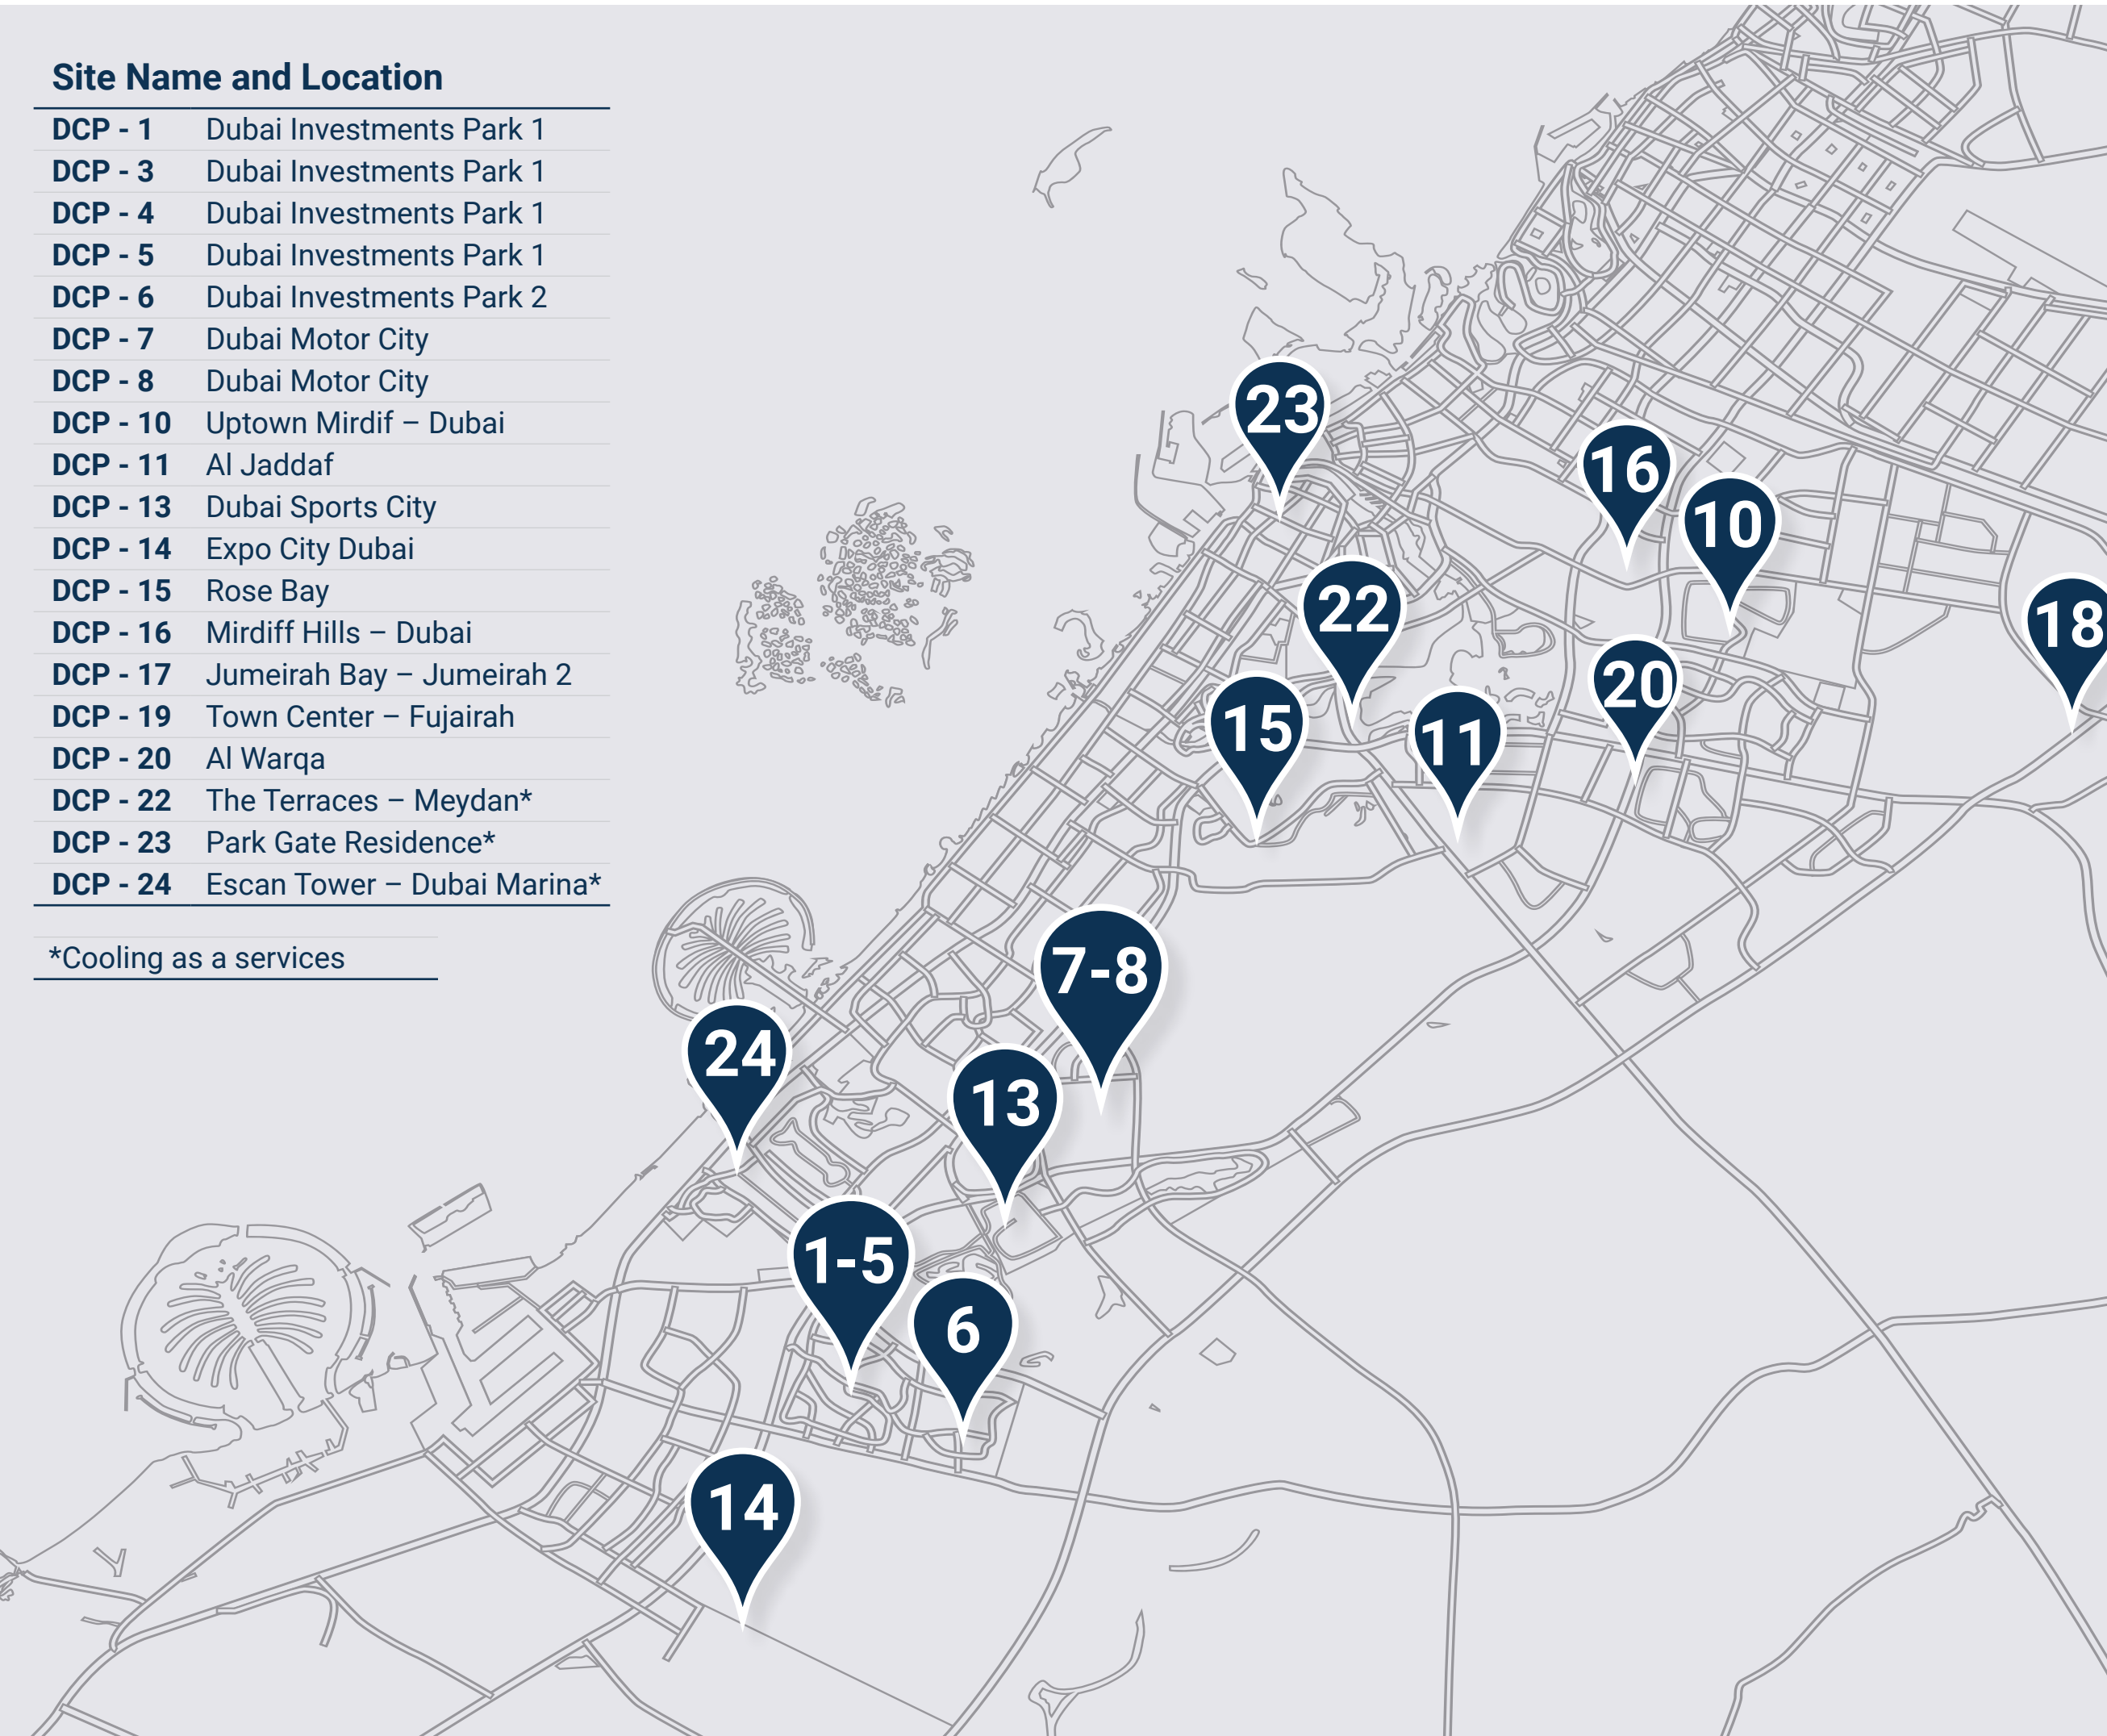 Site Name and Location
DCP - 1 Dubai Investments Park 1
DCP - 3 Dubai Investments Park 1
DCP - 4 Dubai Investments Park 1
DCP - 5 Dubai Investments Park 1
DCP - 6 Dubai Investments Park 2
DCP - 7 Dubai Motor City
DCP - 8 Dubai Motor City
DCP - 10 Uptown Mirdif – Dubai
DCP - 11 Al Jaddaf
DCP - 13 Dubai Sports City
DCP - 14 Expo City Dubai
DCP - 15 Rose Bay
DCP - 16 Mirdiff Hills – Dubai
DCP - 17 Jumeirah Bay – Jumeirah 2
DCP - 19 Town Center – Fujairah
DCP - 20 Al Warqa
DCP - 22 The Terraces – Meydan*
DCP - 23 Park Gate Residence*
DCP - 24 Escan Tower – Dubai Marina*
*Cooling as a services
23
16
10
22
18
20
15
11
7-8
24
13
1-5
6
14